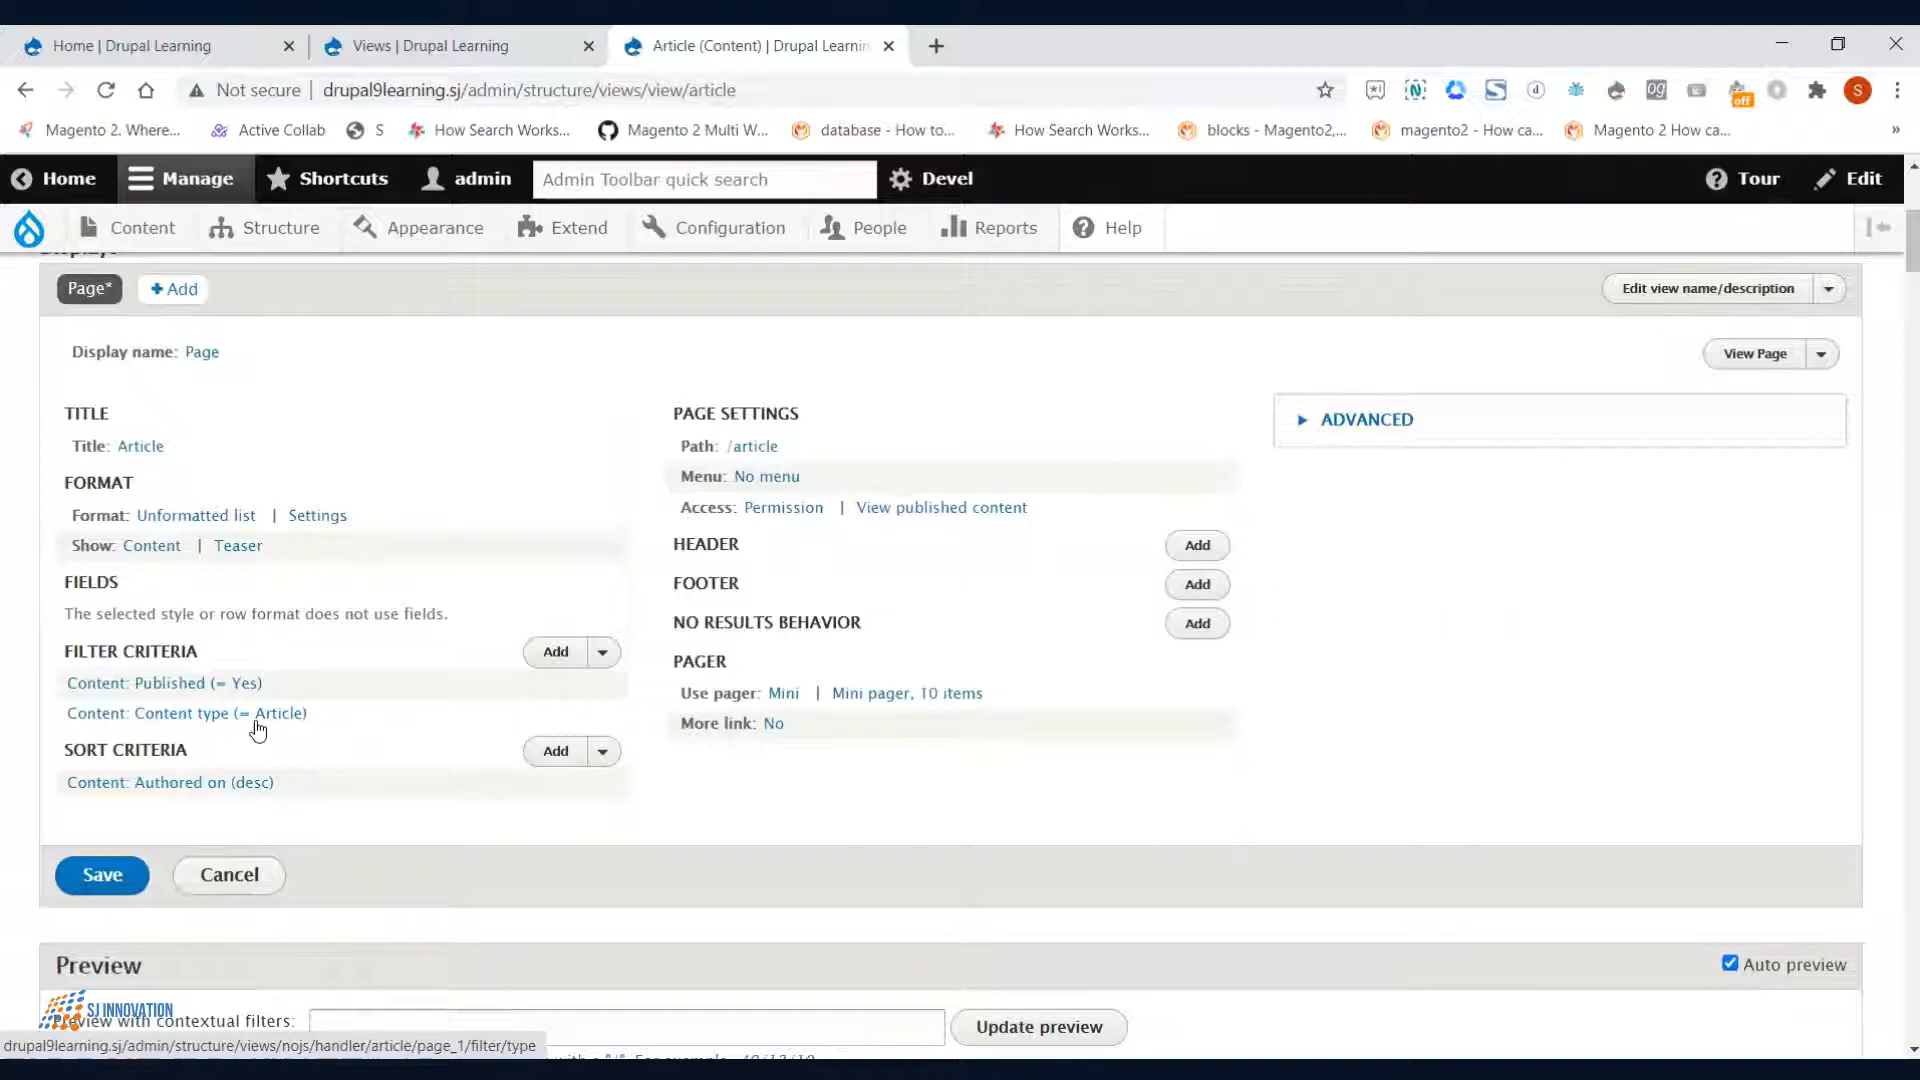 Home | Drupal Learning
Views | Drupal Learning
Article (Content) | Drupal Learnin
Not secure
drupal9learning.sj/admin/structure/views/view/article
off
S
Magento 2. Where...
Active Collab
S
How Search Works...
Magento 2 Multi W...
database - How to...
How Search Works...
blocks - Magento2,...
magento2 - How ca...
Magento 2 How ca...
»
Home
Manage
Shortcuts
admin
Admin Toolbar quick search
Devel
Tour
Edit
Content
Structure
Appearance
Extend
Configuration
People
Reports
Help
Page*
Add
Edit view name/description
Display name: Page
View Page
TITLE
Title: Article
FORMAT
Format: Unformatted list | Settings
Show: Content | Teaser
FIELDS
The selected style or row format does not use fields.
FILTER CRITERIA
Add
Content: Published (= Yes)
Content: Content type (= Article)
SORT CRITERIA
Add
Content: Authored on (desc)
PAGE SETTINGS
Path: /article
Menu: No menu
Access: Permission | View published content
HEADER
Add
FOOTER
Add
NO RESULTS BEHAVIOR
Add
PAGER
Use pager: Mini | Mini pager, 10 items
More link: No
ADVANCED
Save
Cancel
Preview
Auto preview
SJ INNOVATION
Preview with contextual filters:
Update preview
drupal9learning.sj/admin/structure/views/nojs/handler/article/page_1/filter/type